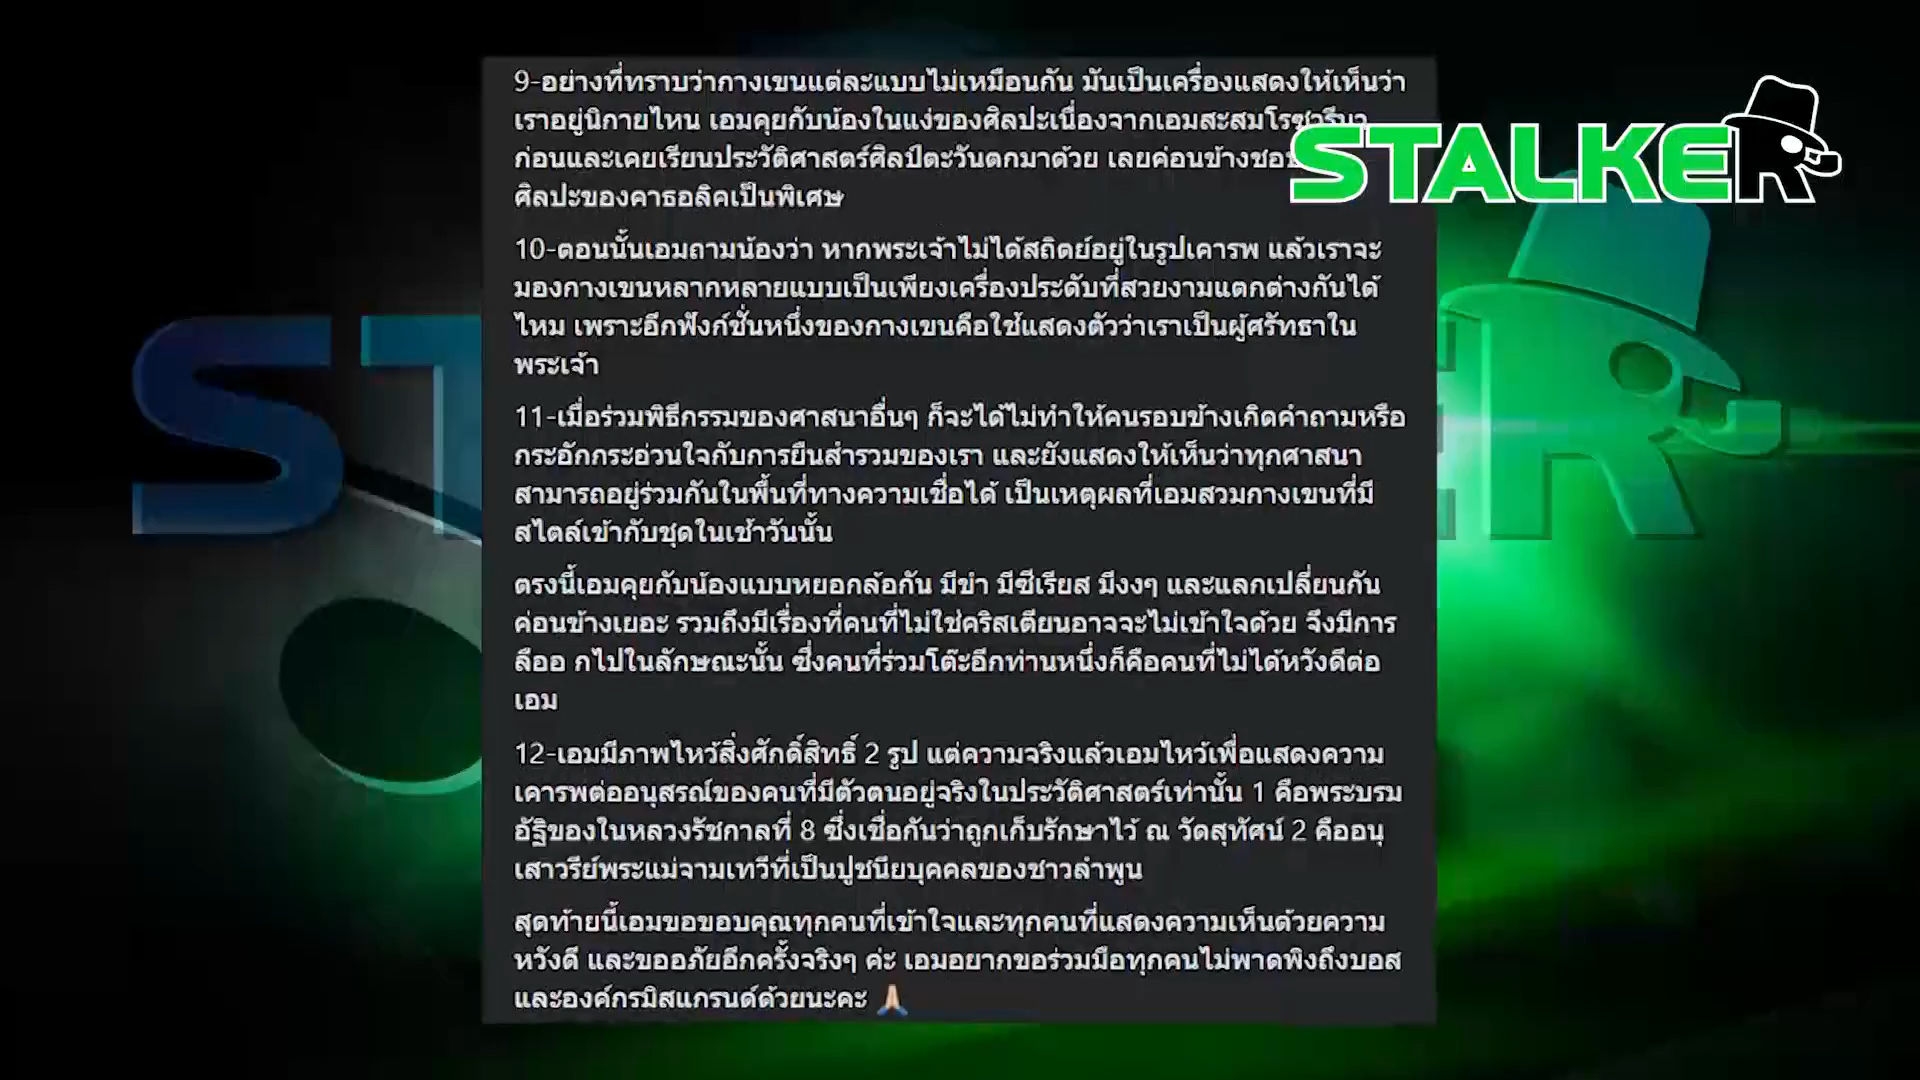 9-อย่างที่ทราบว่ากางเขนแต่ละแบบไม่เหมือนกัน มันเป็นเครื่องแสดงให้เห็นว่า
เราอยู่นิกายไหน เอมคุยกับน้องในแง่ของศิลปะเนื่องจากเอมสะสมโรซารีมา
ก่อนและเคยเรียนประวัติศาสตร์ศิลป์ตะวันตกมาด้วย เลยค่อนข้างชอบ
ศิลปะของคาธอลิคเป็นพิเศษ
STALKER
10-ตอนนั้นเอมถามน้องว่า หากพระเจ้าไม่ได้สถิตย์อยู่ในรูปเคารพ แล้วเราจะ
มองกางเขนหลากหลายแบบเป็นเพียงเครื่องประดับที่สวยงามแตกต่างกันได้
ไหม เพราะอีกฟังก์ชั่นหนึ่งของกางเขนคือใช้แสดงตัวว่าเราเป็นผู้ศรัทธาใน
พระเจ้า
ST ER
11-เมื่อร่วมพิธีกรรมของศาสนาอื่นๆ ก็จะได้ไม่ทำให้คนรอบข้างเกิดคำถามหรือ
กระอักกระอ่วนใจกับการยืนสำรวมของเรา และยังแสดงให้เห็นว่าทุกศาสนา
สามารถอยู่ร่วมกันในพื้นที่ทางความเชื่อได้ เป็นเหตุผลที่เอมสวมกางเขนที่มี
สไตล์เข้ากับชุดในเช้าวันนั้น
ตรงนี้เอมคุยกับน้องแบบหยอกล้อกัน มีขำ มีซีเรียส มีงงๆ และแลกเปลี่ยนกัน
ค่อนข้างเยอะ รวมถึงมีเรื่องที่คนที่ไม่ใช่คริสเตียนอาจจะไม่เข้าใจด้วย จึงมีการ
ลืออ กไปในลักษณะนั้น ซึ่งคนที่ร่วมโต๊ะอีกท่านหนึ่งก็คือคนที่ไม่ได้หวังดีต่อ
เอม
12-เอมมีภาพไหว้สิ่งศักดิ์สิทธิ์ 2 รูป แต่ความจริงแล้วเอมไหว้เพื่อแสดงความ
เคารพต่ออนุสรณ์ของคนที่มีตัวตนอยู่จริงในประวัติศาสตร์เท่านั้น 1 คือพระบรม
อัฐิของในหลวงรัชกาลที่ 8 ซึ่งเชื่อกันว่าถูกเก็บรักษาไว้ ณ วัดสุทัศน์ 2 คืออนุ
เสาวรีย์พระแม่จามเทวีที่เป็นปูชนียบุคคลของชาวลำพูน
สุดท้ายนี้เอมขอขอบคุณทุกคนที่เข้าใจและทุกคนที่แสดงความเห็นด้วยความ
หวังดี และขออภัยอีกครั้งจริงๆ ค่ะ เอมอยากขอร่วมมือทุกคนไม่พาดพิงถึงบอส
และองค์กรมิสแกรนด์ด้วยนะคะ 🙏🏻